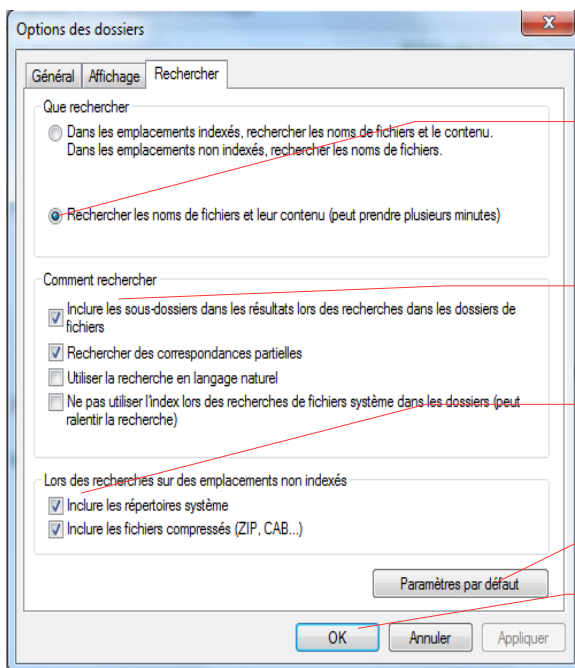 Options des dossiers
Général Affichage Rechercher
Que rechercher
Dans les emplacements indexés, rechercher les noms de fichiers et le contenu.
Dans les emplacements non indexés, rechercher les noms de fichiers.
Rechercher les noms de fichiers et leur contenu (peut prendre plusieurs minutes)
Comment rechercher
Inclure les sous-dossiers dans les résultats lors des recherches dans les dossiers de
fichiers
Rechercher des correspondances partielles
Utiliser la recherche en langage naturel
Ne pas utiliser l'index lors des recherches de fichiers système dans les dossiers (peut
ralentir la recherche)
Lors des recherches sur des emplacements non indexés
Inclure les répertoires système
Inclure les fichiers compressés (ZIP, CAB...)
Paramètres par défaut
OK Annuler Appliquer